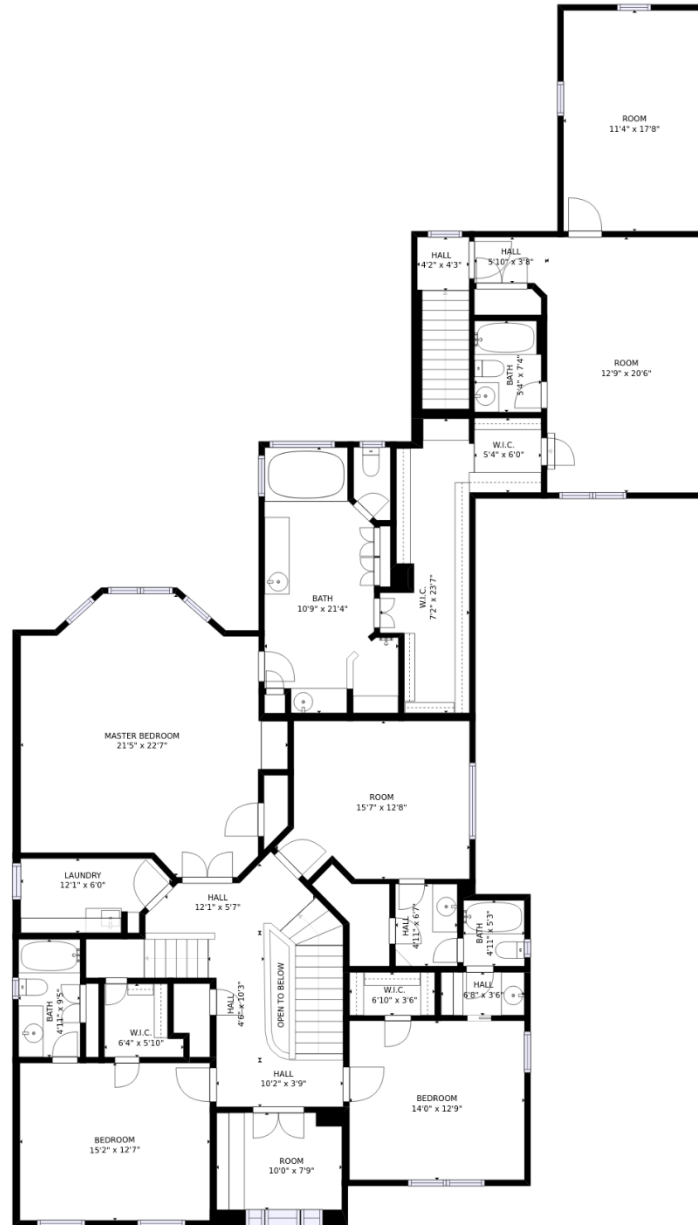 ROOM
11'4" x 17'8"
HALL
4'2" x 4'3"
HALL
5'10" x 3'8"
ROOM
12'9" x 20'6"
BATH
5'4" x 7'4"
W.I.C.
5'4" x 6'0"
BATH
10'9" x 21'4"
W.I.C.
7'2" x 23'7"
MASTER BEDROOM
21'5" x 22'7"
ROOM
15'7" x 12'8"
LAUNDRY
12'1" x 6'0"
HALL
12'1" x 5'7"
HALL
4'11" x 6'7"
BATH
4'11" x 5'3"
BATH
4'11" x 9'5"
HALL
4'6" x 10'3"
OPEN TO BELOW
W.I.C.
6'10" x 3'6"
HALL
6'8" x 3'6"
W.I.C.
6'4" x 5'10"
HALL
10'2" x 3'9"
BEDROOM
14'0" x 12'9"
BEDROOM
15'2" x 12'7"
ROOM
10'0" x 7'9"